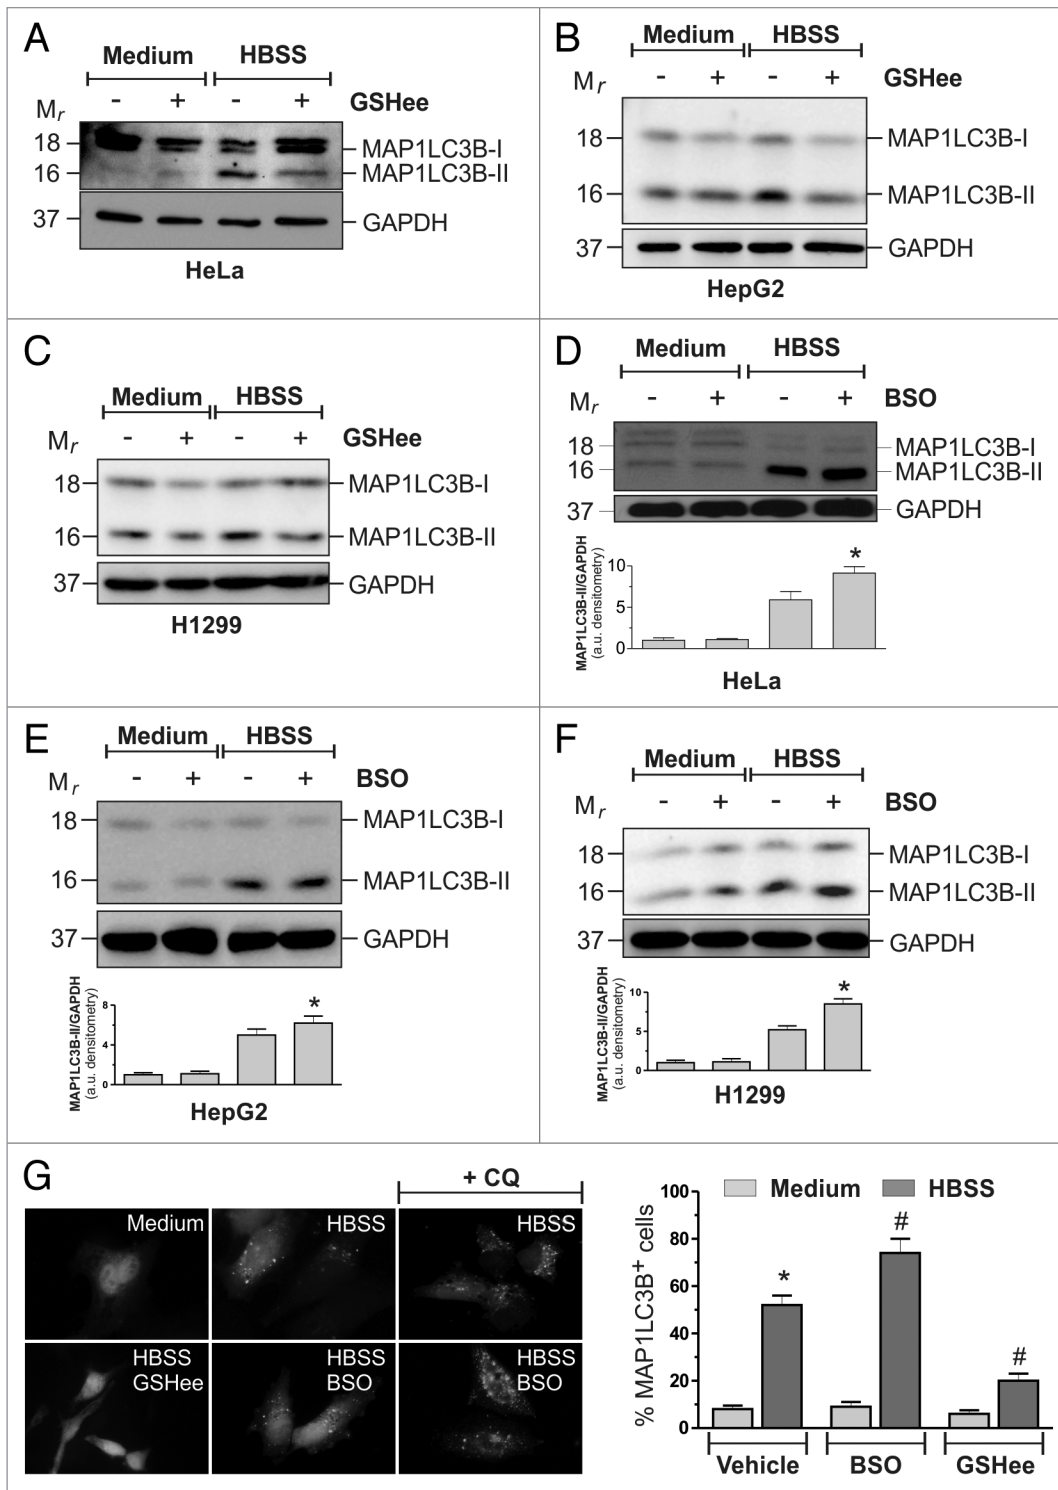 A
Medium HBSS
- + - + GSHee
Mr
18 MAP1LC3B-I
16 MAP1LC3B-II
37 GAPDH
HeLa
B
Medium HBSS
- + - + GSHee
Mr
18 MAP1LC3B-I
16 MAP1LC3B-II
37 GAPDH
HepG2
C
Medium HBSS
- + - + GSHee
Mr
18 MAP1LC3B-I
16 MAP1LC3B-II
37 GAPDH
H1299
D
Medium HBSS
- + - + BSO
Mr
18 MAP1LC3B-I
16 MAP1LC3B-II
37 GAPDH
MAP1LC3B-II/GAPDH
(a.u. densitometry)
10
5
0
*
HeLa
E
Medium HBSS
- + - + BSO
Mr
18 MAP1LC3B-I
16 MAP1LC3B-II
37 GAPDH
MAP1LC3B-II/GAPDH
(a.u. densitometry)
8
4
0
*
HepG2
F
Medium HBSS
- + - + BSO
Mr
18 MAP1LC3B-I
16 MAP1LC3B-II
37 GAPDH
MAP1LC3B-II/GAPDH
(a.u. densitometry)
10
5
0
*
H1299
G
+ CQ
Medium HBSS HBSS
HBSS
GSHee
HBSS
BSO
HBSS
BSO
% MAP1LC3B+ cells
100
80
60
40
20
0
Medium HBSS
* # #
Vehicle BSO GSHee